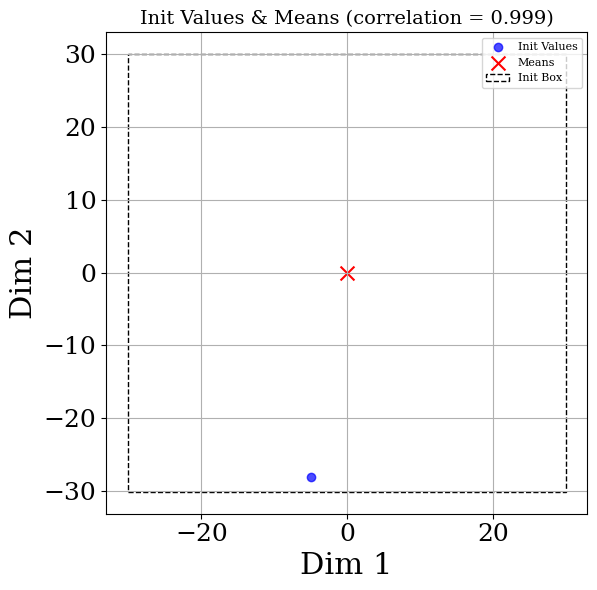 Init Values & Means (correlation = 0.999)
Init Values
Means
Init Box
30
20
10
0
−10
−20
−30
Dim 2
−20 0 20
Dim 1